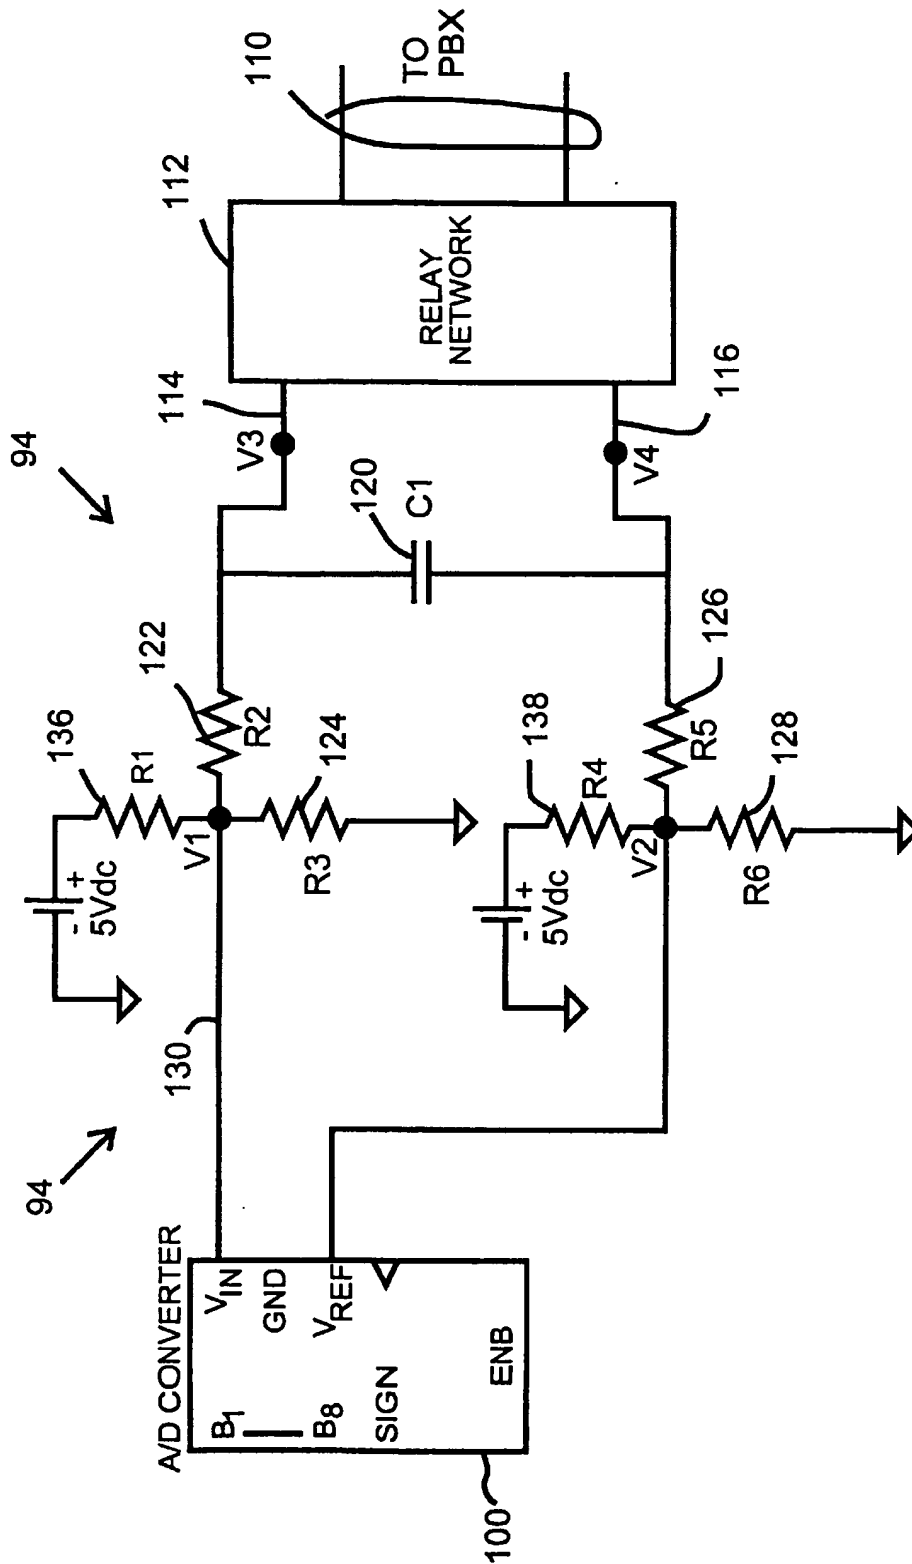 94
94
A/D CONVERTER
B1
B8
SIGN
VIN
GND
VREF
ENB
100
130
136
R1
-
+
5Vdc
V1
122
R2
124
R3
120
C1
138
R4
-
+
5Vdc
V2
126
R5
128
R6
114
V3
116
V4
112
RELAY
NETWORK
110
TO
PBX